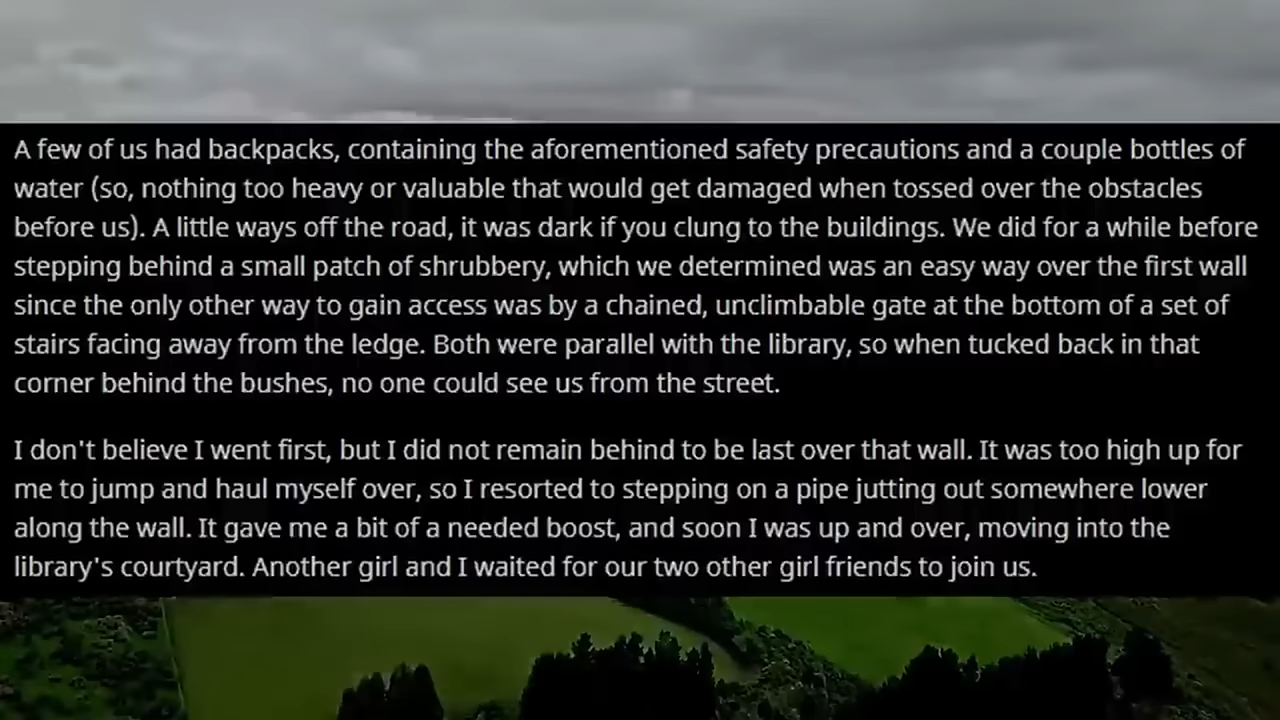 A few of us had backpacks, containing the aforementioned safety precautions and a couple bottles of
water (so, nothing too heavy or valuable that would get damaged when tossed over the obstacles
before us). A little ways off the road, it was dark if you clung to the buildings. We did for a while before
stepping behind a small patch of shrubbery, which we determined was an easy way over the first wall
since the only other way to gain access was by a chained, unclimbable gate at the bottom of a set of
stairs facing away from the ledge. Both were parallel with the library, so when tucked back in that
corner behind the bushes, no one could see us from the street.
I don't believe I went first, but I did not remain behind to be last over that wall. It was too high up for
me to jump and haul myself over, so I resorted to stepping on a pipe jutting out somewhere lower
along the wall. It gave me a bit of a needed boost, and soon I was up and over, moving into the
library's courtyard. Another girl and I waited for our two other girl friends to join us.